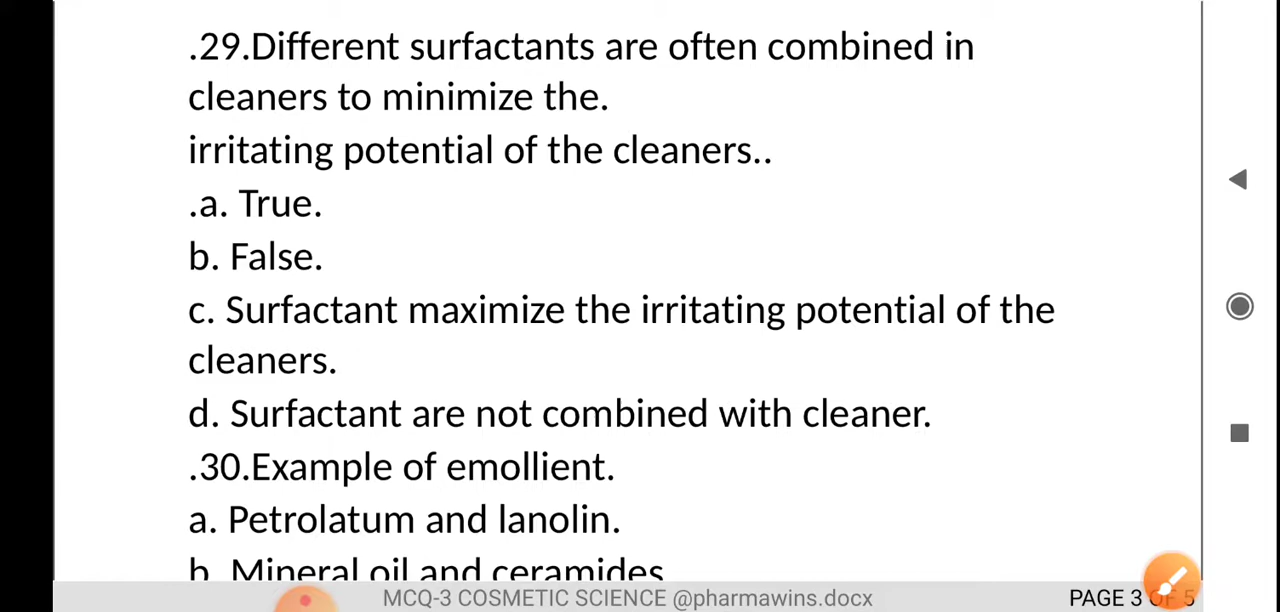 .29.Different surfactants are often combined in
cleaners to minimize the.
irritating potential of the cleaners..
.a. True.
b. False.
c. Surfactant maximize the irritating potential of the
cleaners.
d. Surfactant are not combined with cleaner.
.30.Example of emollient.
a. Petrolatum and lanolin.
b. Mineral oil and ceramides
MCQ-3 COSMETIC SCIENCE @pharmawins.docx PAGE 3 OF 5